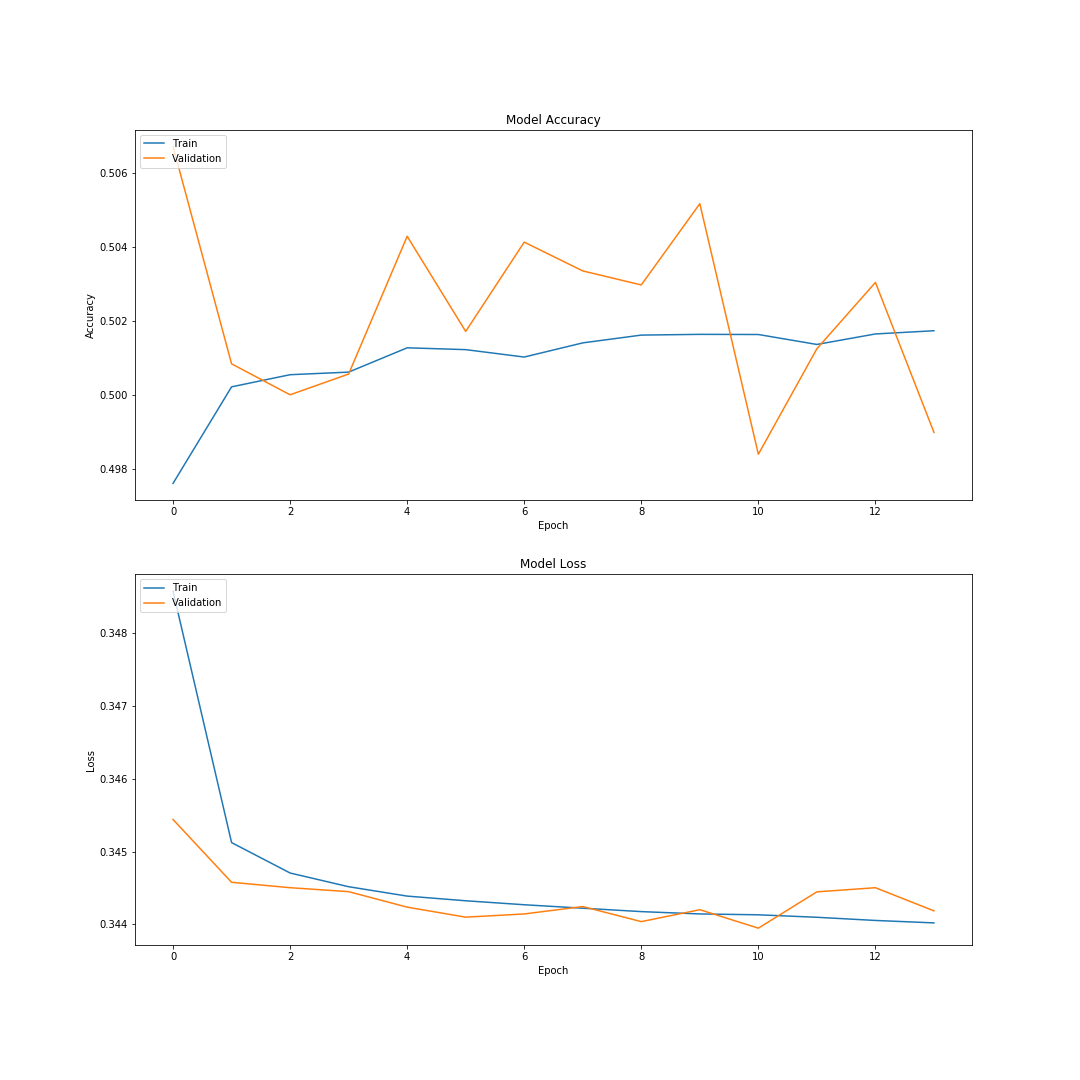 Model Accuracy
Train
Validation
0.506
0.504
0.502
0.500
0.498
Accuracy
0 2 4 6 8 10 12
Epoch
Model Loss
Train
Validation
0.348
0.347
0.346
0.345
0.344
Loss
0 2 4 6 8 10 12
Epoch